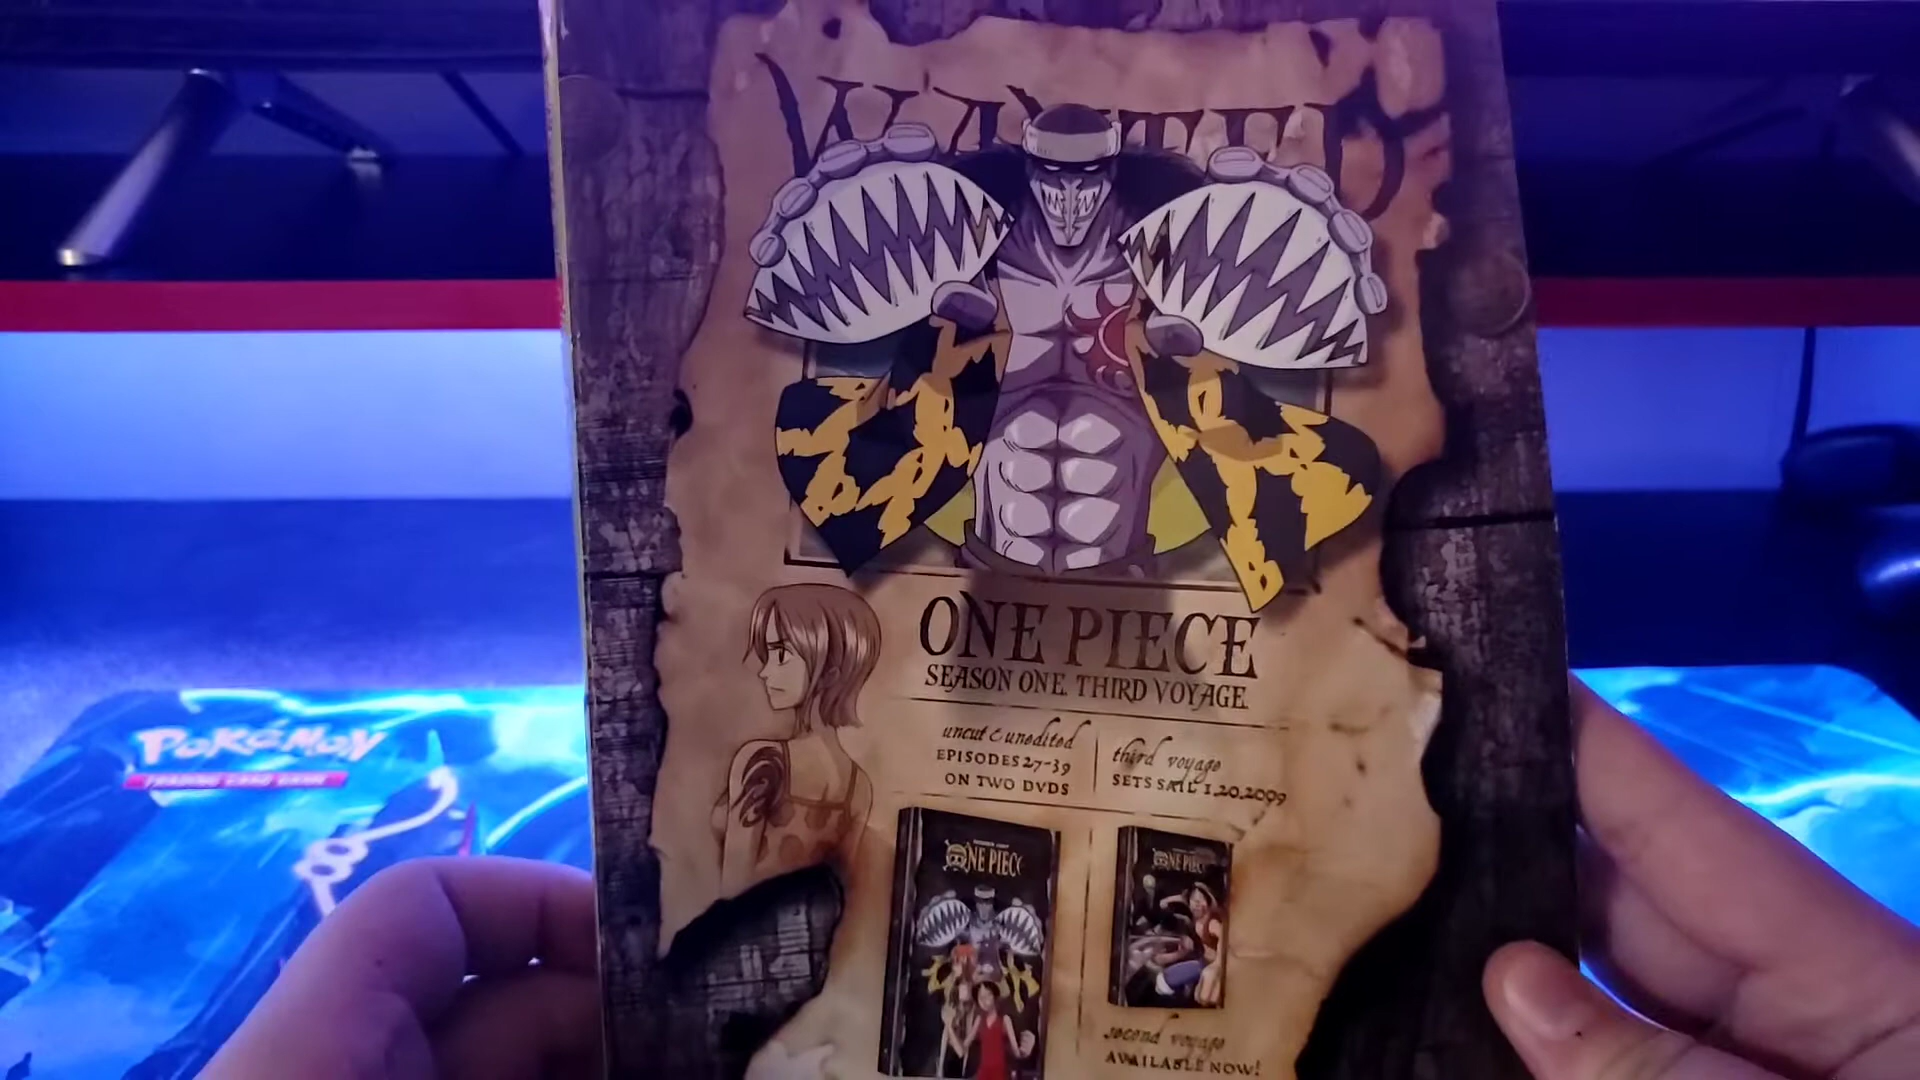 WANTED
ONE PIECE
SEASON ONE, THIRD VOYAGE
uncut & unedited
EPISODES 27-39
ON TWO DVDS
third voyage
SETS SAIL 1.20.2009
POKéMON
TRADING CARD GAME
ONE PIECE
ONE PIECE
second voyage
AVAILABLE NOW!